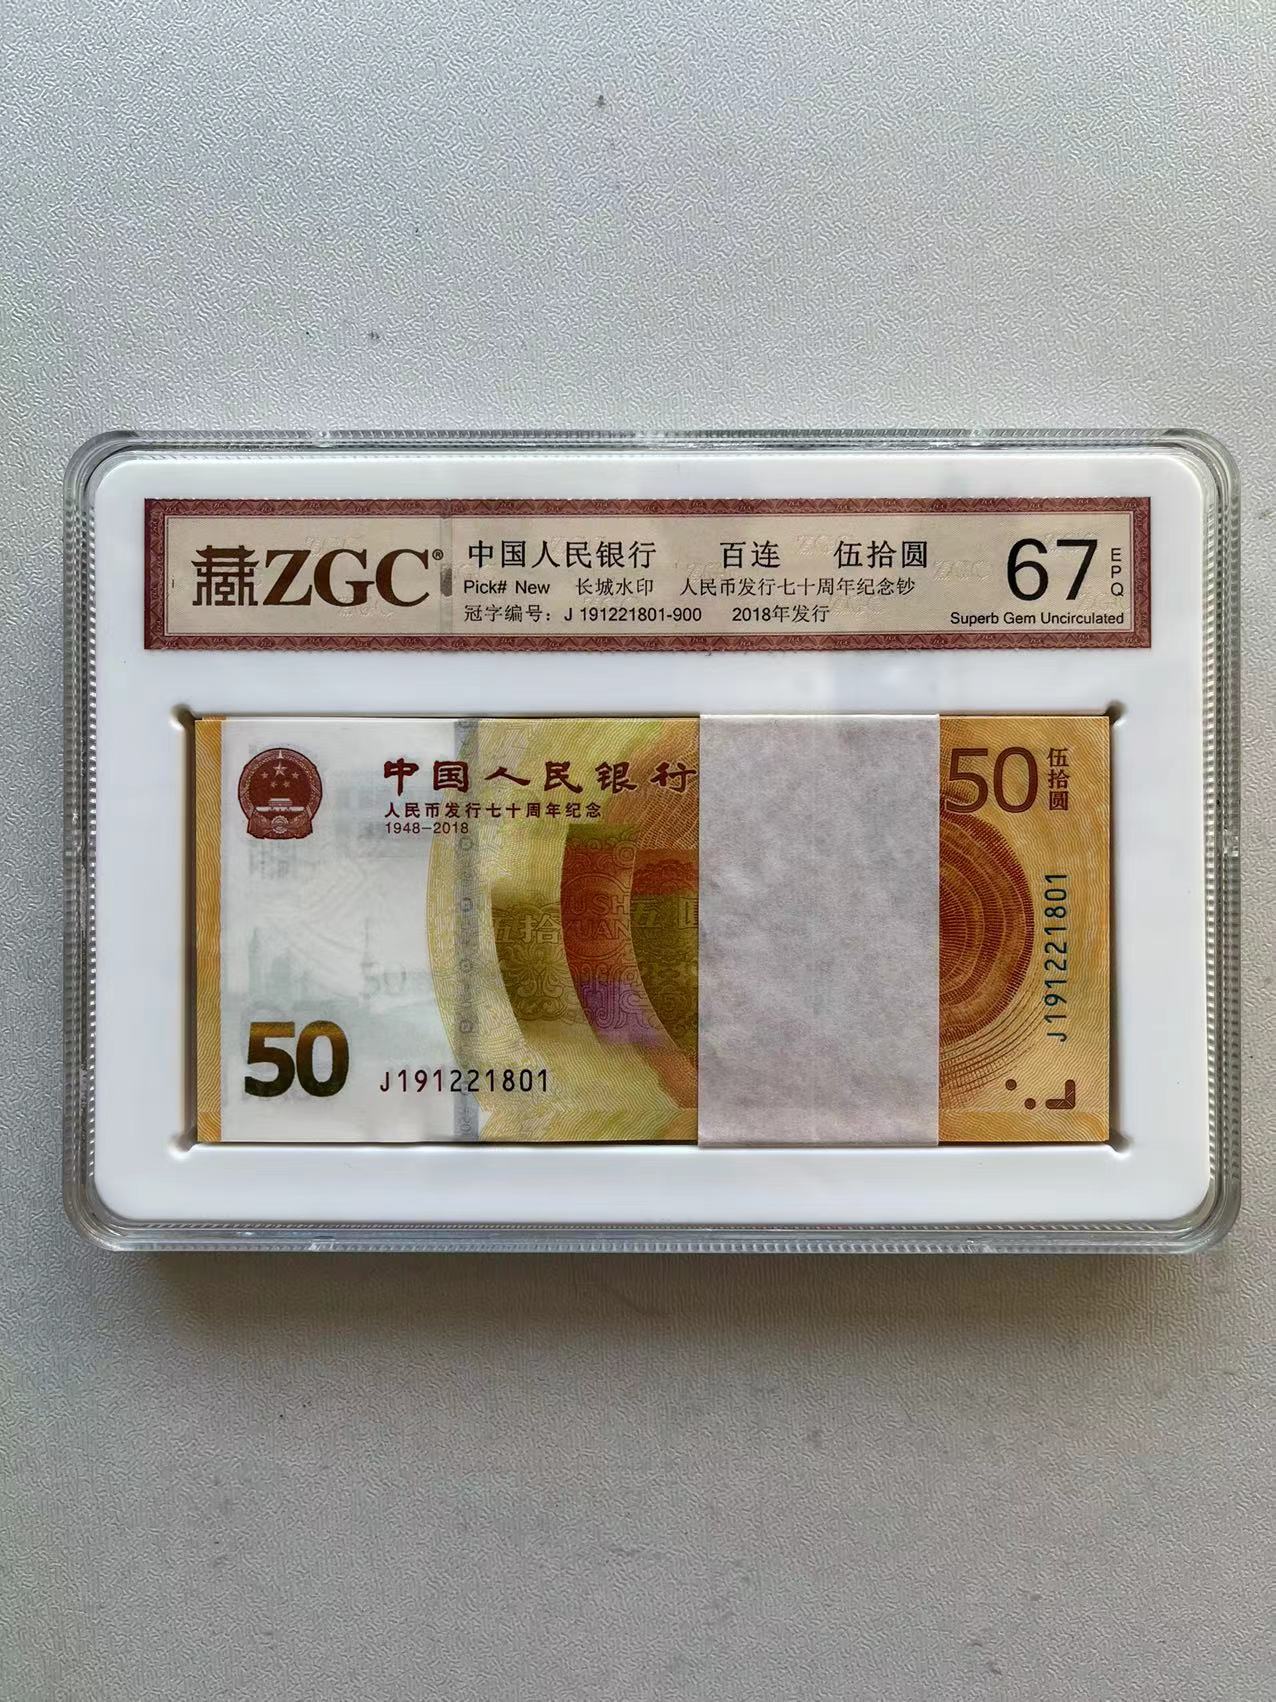 藏ZGC®
中国人民银行 百连 伍拾圆
Pick# New 长城水印 人民币发行七十周年纪念钞
冠字编号：J 191221801-900 2018年发行
67 EPQ
Superb Gem Uncirculated
中国人民银行
人民币发行七十周年纪念
1948-2018
50 伍拾圆
J191221801
伍拾
50
50
J191221801